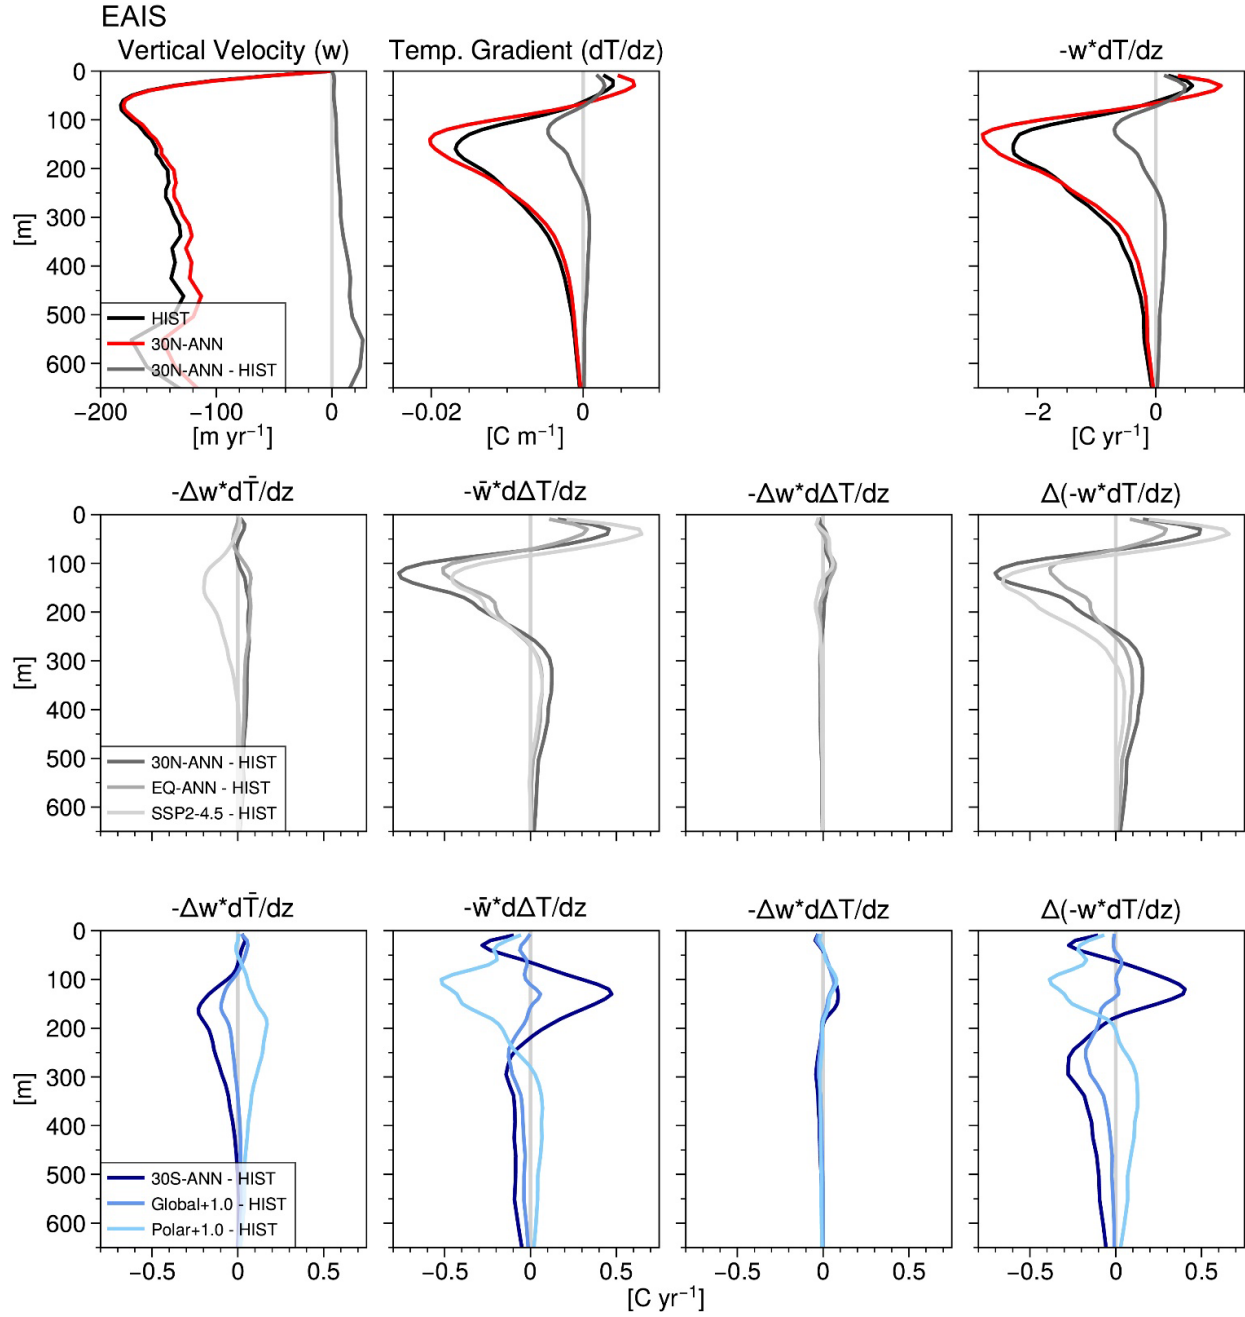 EAIS
Vertical Velocity (w) Temp. Gradient (dT/dz) -w*dT/dz
0
100
200
300
400
500
600
[m]
HIST
30N-ANN
30N-ANN - HIST
−200 −100 0 −0.02 0 −2 0
[m yr⁻¹] [C m⁻¹] [C yr⁻¹]
-Δw*dT̄/dz -w̄*dΔT/dz -Δw*dΔT/dz Δ(-w*dT/dz)
0
100
200
300
400
500
600
[m]
30N-ANN - HIST
EQ-ANN - HIST
SSP2-4.5 - HIST
-Δw*dT̄/dz -w̄*dΔT/dz -Δw*dΔT/dz Δ(-w*dT/dz)
0
100
200
300
400
500
600
[m]
30S-ANN - HIST
Global+1.0 - HIST
Polar+1.0 - HIST
−0.5 0 0.5 −0.5 0 0.5 −0.5 0 0.5 −0.5 0 0.5
[C yr⁻¹]